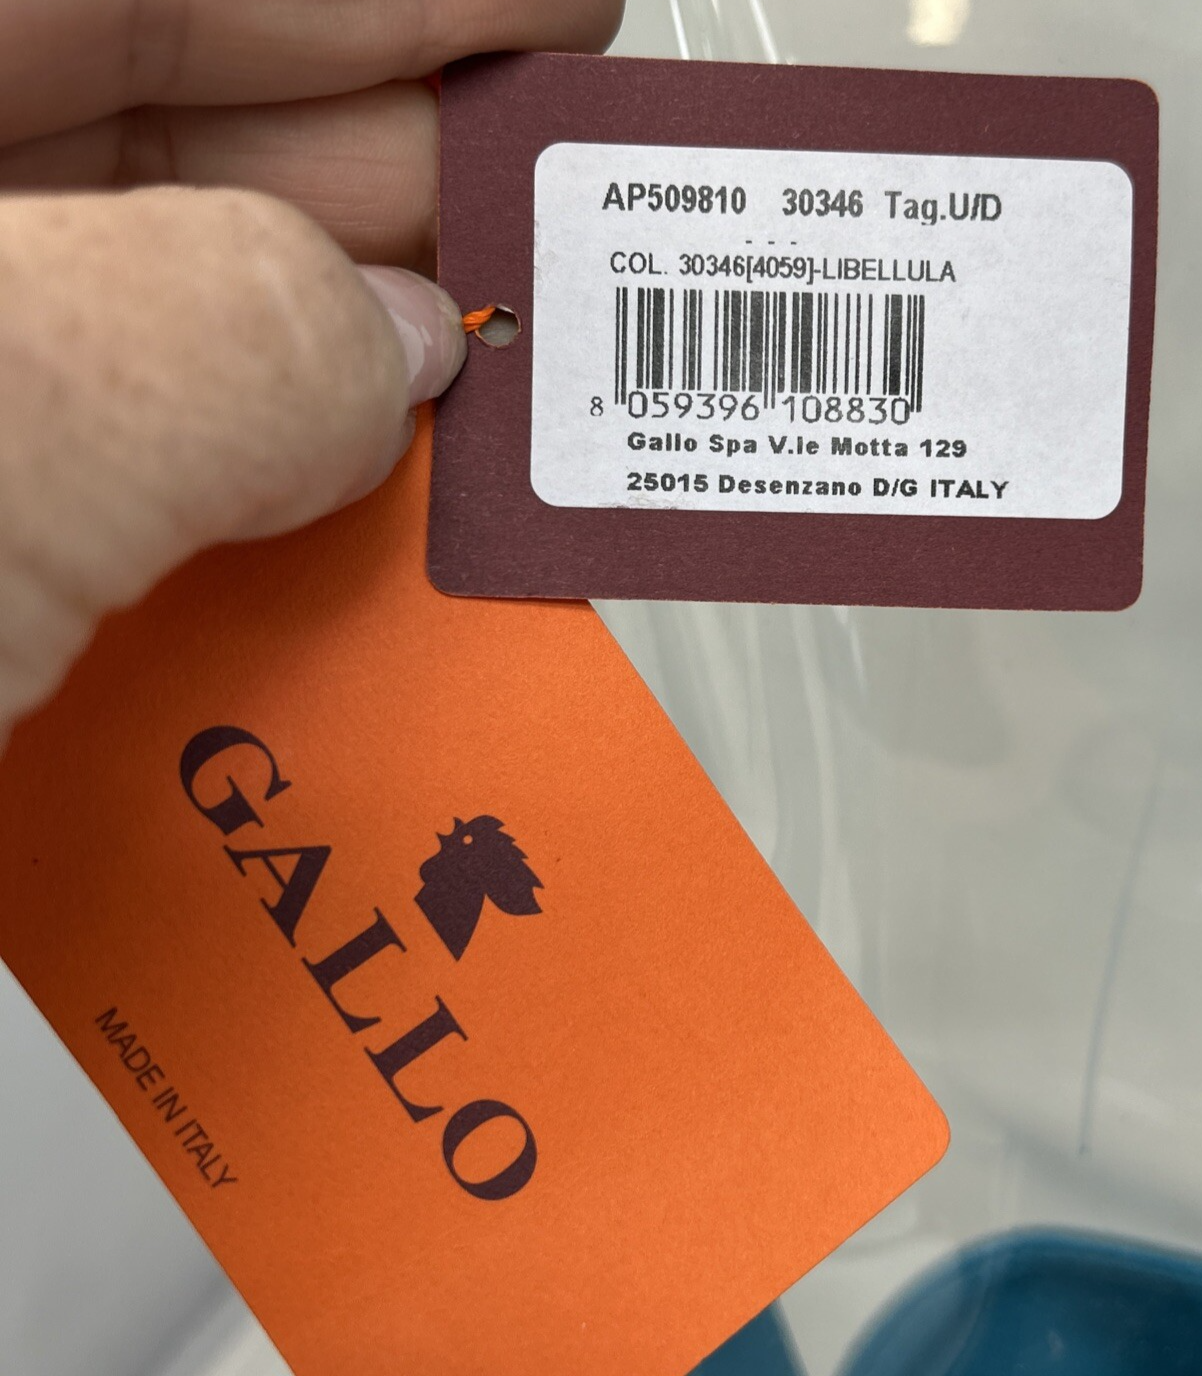 AP509810 30346 Tag.U/D
- - -
COL. 30346[4059]-LIBELLULA
8 059396 108830
Gallo Spa V.le Motta 129
25015 Desenzano D/G ITALY
GALLO
MADE IN ITALY